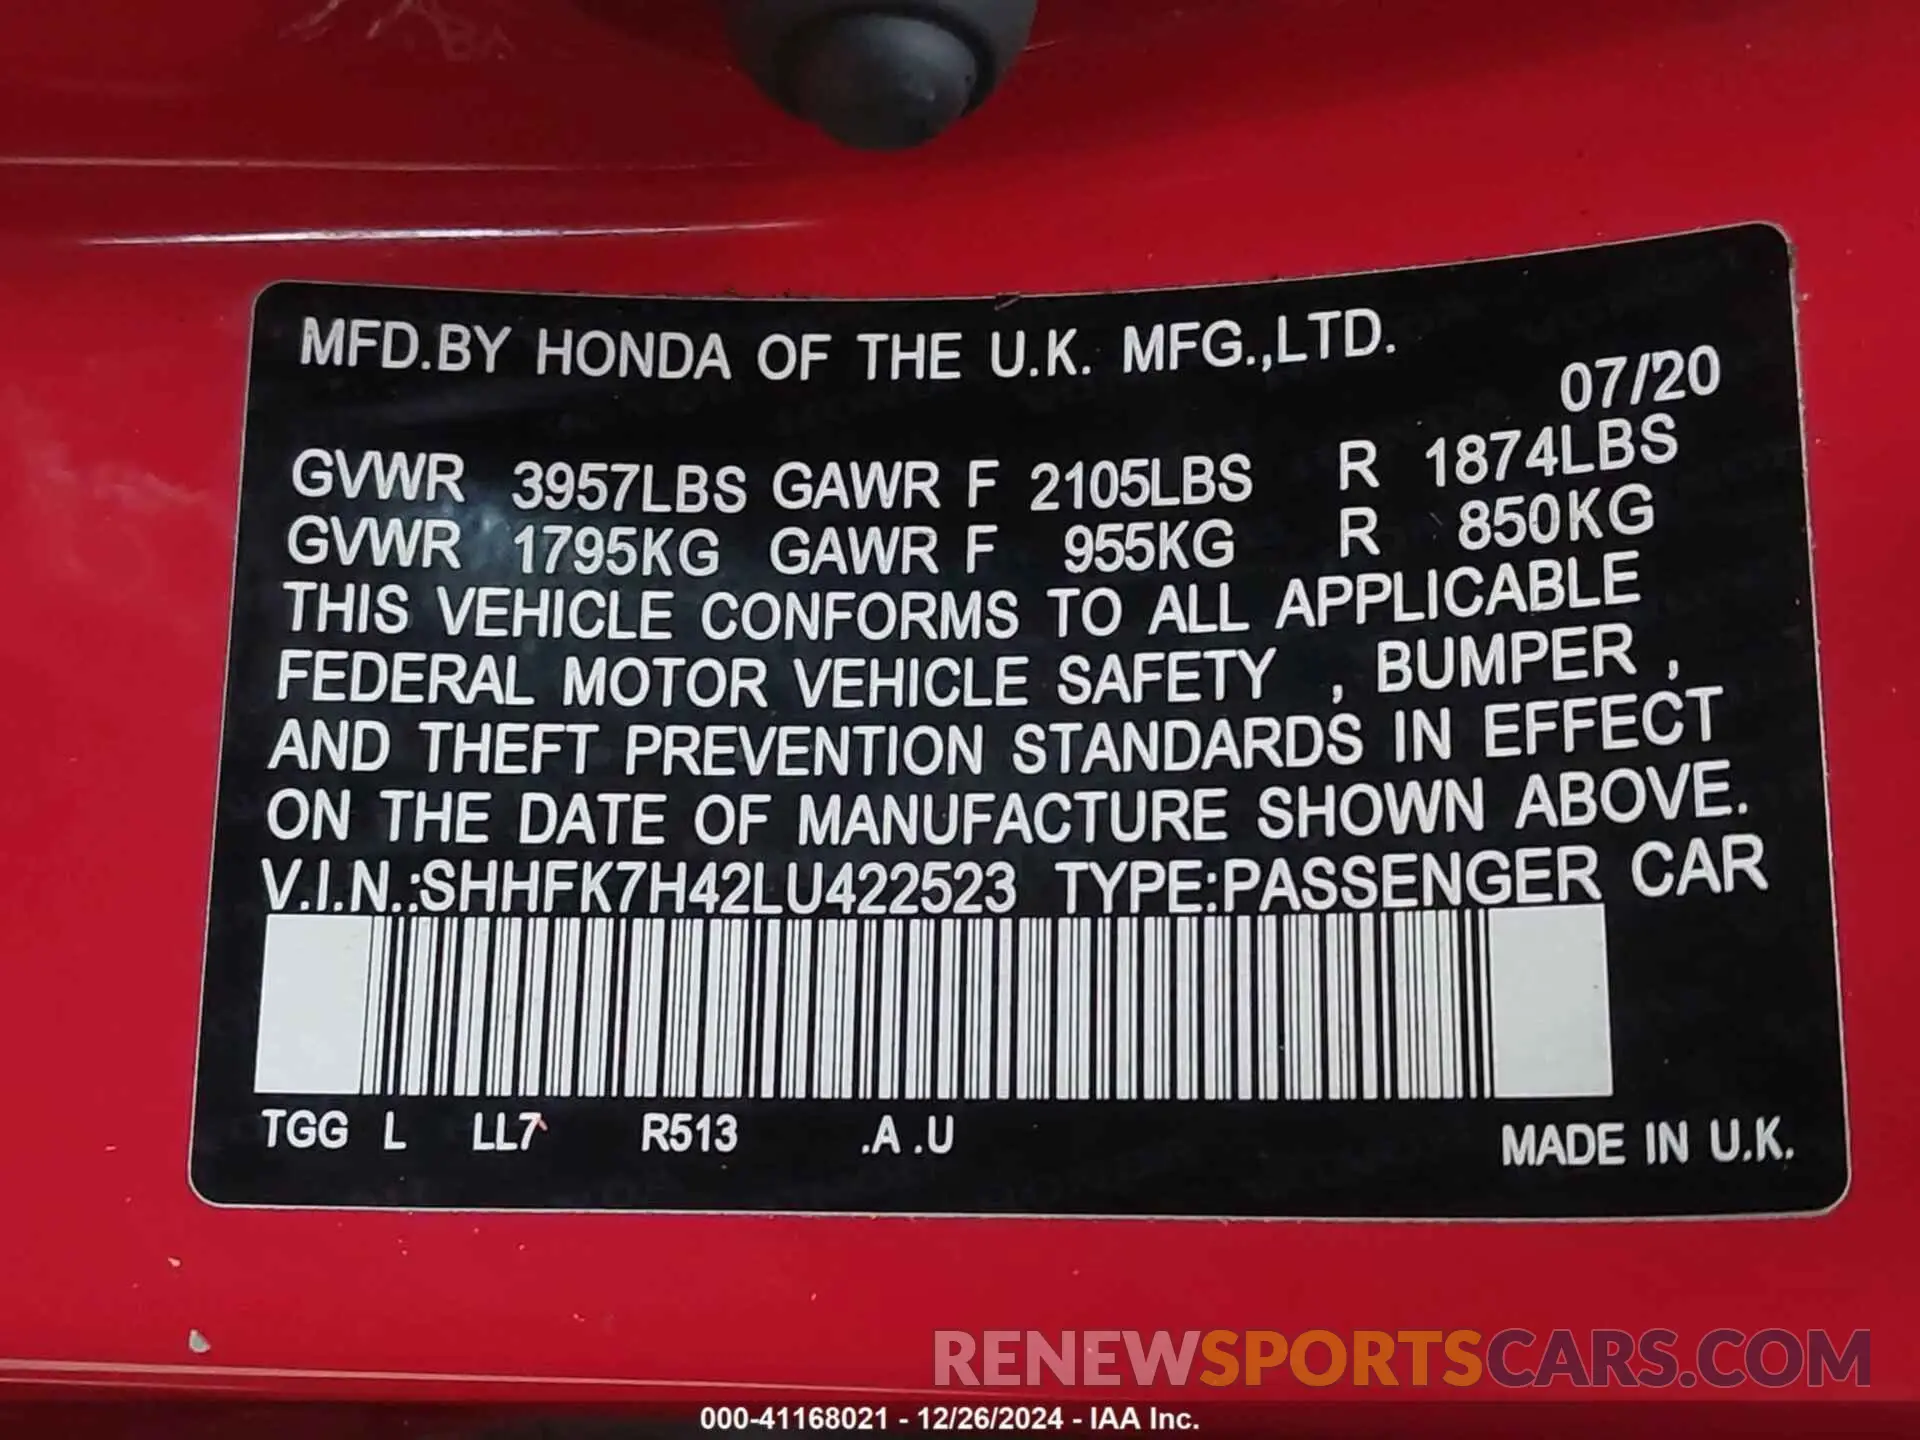 MFD.BY HONDA OF THE U.K. MFG.,LTD.
07/20
GVWR 3957LBS GAWR F 2105LBS R 1874LBS
GVWR 1795KG GAWR F 955KG R 850KG
THIS VEHICLE CONFORMS TO ALL APPLICABLE
FEDERAL MOTOR VEHICLE SAFETY , BUMPER ,
AND THEFT PREVENTION STANDARDS IN EFFECT
ON THE DATE OF MANUFACTURE SHOWN ABOVE.
V.I.N.:SHHFK7H42LU422523 TYPE:PASSENGER CAR
TGG L LL7 R513 .A .U MADE IN U.K.
RENEWSPORTSCARS.COM
000-41168021 - 12/26/2024 - IAA Inc.